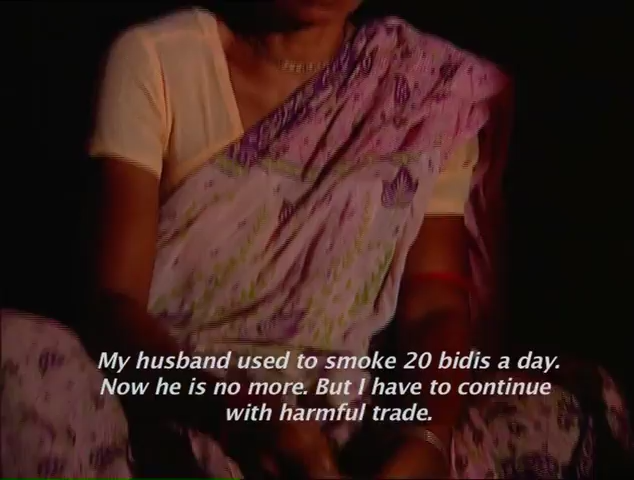 My husband used to smoke 20 bidis a day.
Now he is no more. But I have to continue
with harmful trade.